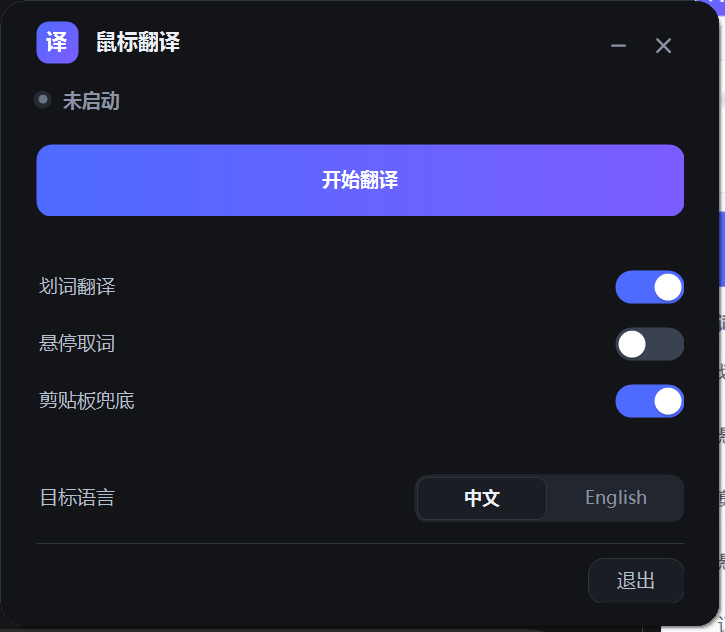 译 鼠标翻译
未启动
开始翻译
划词翻译
悬停取词
剪贴板兜底
目标语言 中文 English
退出